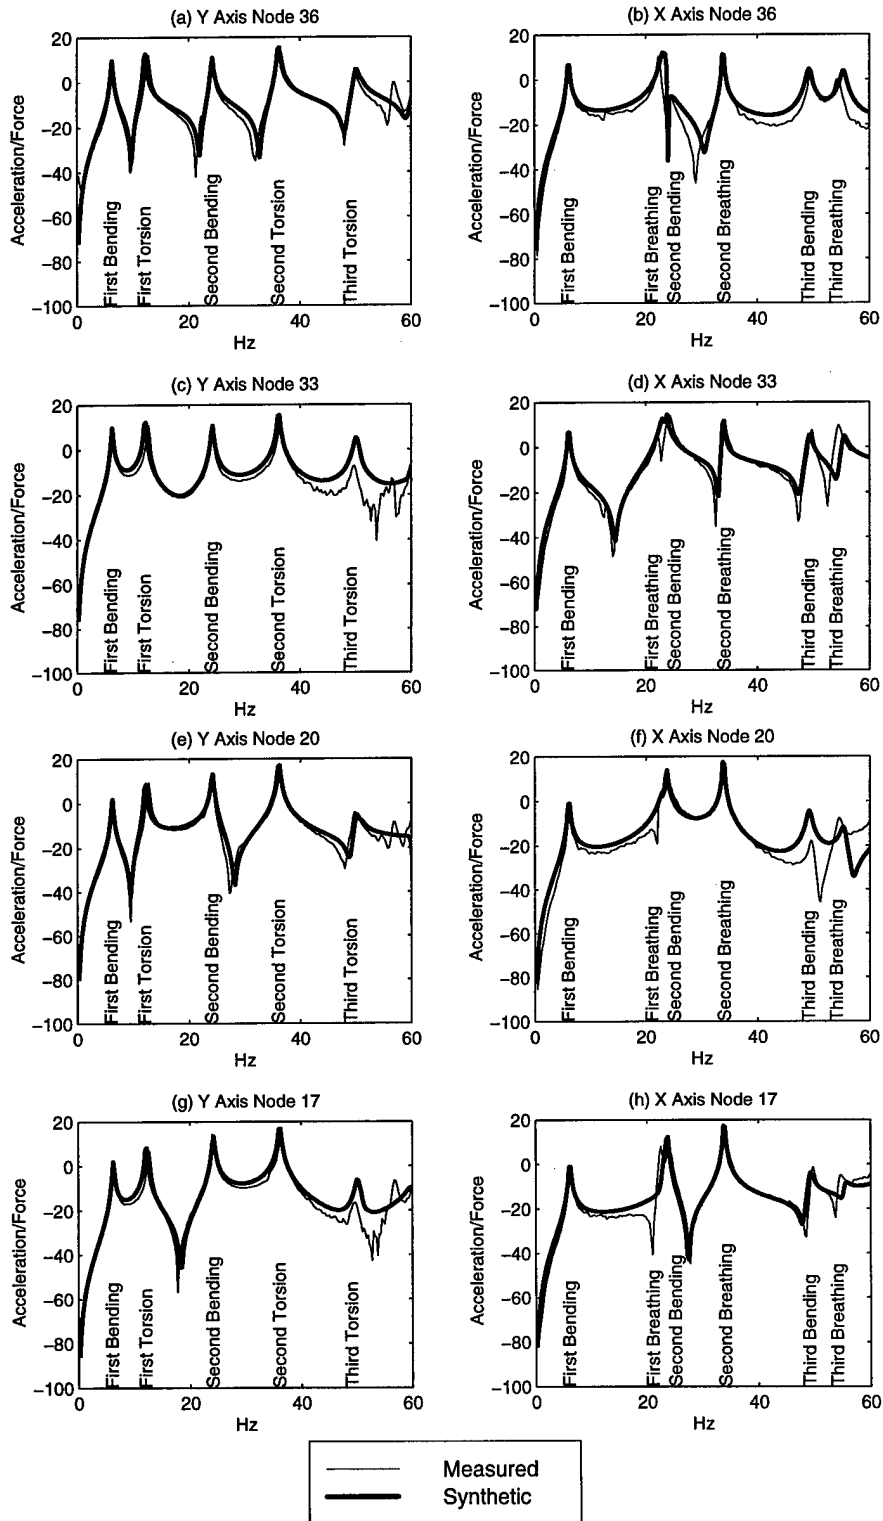 (a) Y Axis Node 36
Acceleration/Force
20
0
−20
−40
−60
−80
−100
First Bending
First Torsion
Second Bending
Second Torsion
Third Torsion
0
20
40
60
Hz
(b) X Axis Node 36
Acceleration/Force
20
0
−20
−40
−60
−80
−100
First Bending
First Breathing
Second Bending
Second Breathing
Third Bending
Third Breathing
0
20
40
60
Hz
(c) Y Axis Node 33
Acceleration/Force
20
0
−20
−40
−60
−80
−100
First Bending
First Torsion
Second Bending
Second Torsion
Third Torsion
0
20
40
60
Hz
(d) X Axis Node 33
Acceleration/Force
20
0
−20
−40
−60
−80
−100
First Bending
First Breathing
Second Bending
Second Breathing
Third Bending
Third Breathing
0
20
40
60
Hz
(e) Y Axis Node 20
Acceleration/Force
20
0
−20
−40
−60
−80
−100
First Bending
First Torsion
Second Bending
Second Torsion
Third Torsion
0
20
40
60
Hz
(f) X Axis Node 20
Acceleration/Force
20
0
−20
−40
−60
−80
−100
First Bending
First Breathing
Second Bending
Second Breathing
Third Bending
Third Breathing
0
20
40
60
Hz
(g) Y Axis Node 17
Acceleration/Force
20
0
−20
−40
−60
−80
−100
First Bending
First Torsion
Second Bending
Second Torsion
Third Torsion
0
20
40
60
Hz
(h) X Axis Node 17
Acceleration/Force
20
0
−20
−40
−60
−80
−100
First Bending
First Breathing
Second Bending
Second Breathing
Third Bending
Third Breathing
0
20
40
60
Hz
Measured
Synthetic